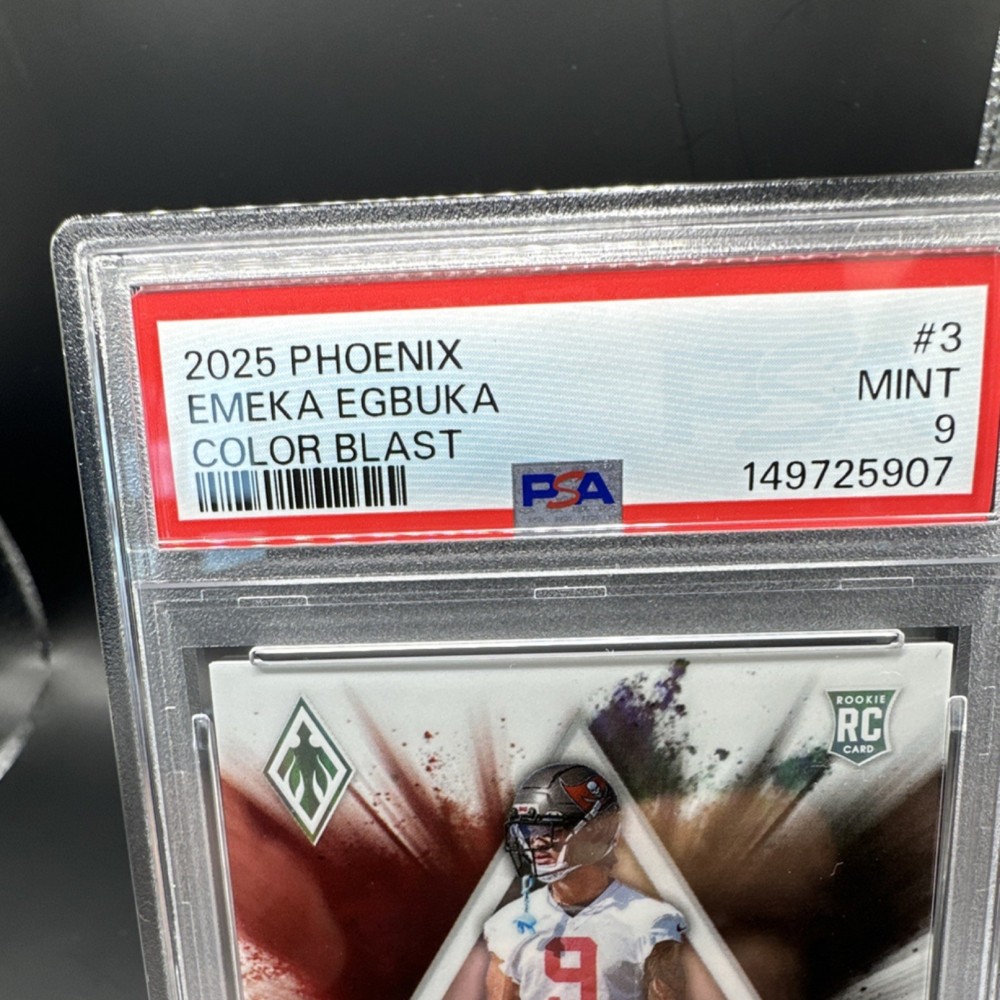 2025 PHOENIX #3
EMEKA EGBUKA MINT
COLOR BLAST 9
PSA 149725907
ROOKIE
RC
CARD
9